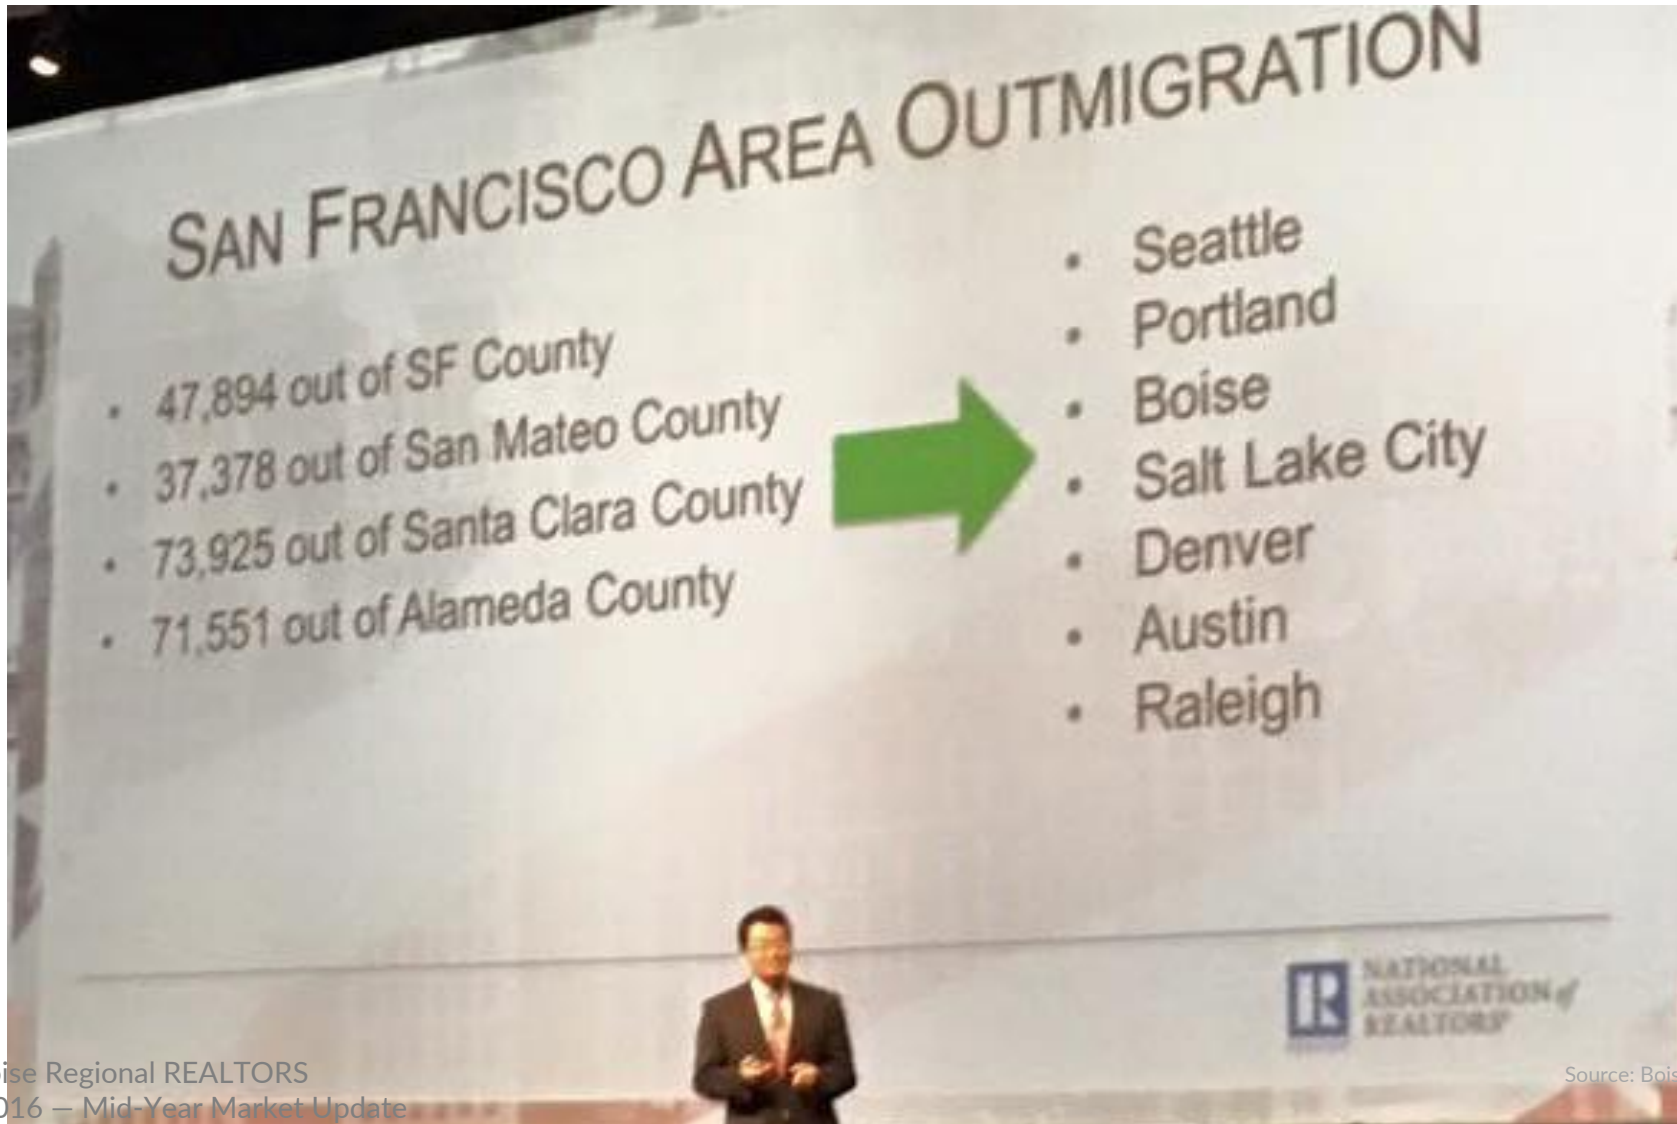 SAN FRANCISCO AREA OUTMIGRATION
• 47,894 out of SF County
• 37,378 out of San Mateo County
• 73,925 out of Santa Clara County
• 71,551 out of Alameda County
• Seattle
• Portland
• Boise
• Salt Lake City
• Denver
• Austin
• Raleigh
R
NATIONAL
ASSOCIATION of
REALTORS®
ise Regional REALTORS
016 — Mid-Year Market Update
Source: Bois